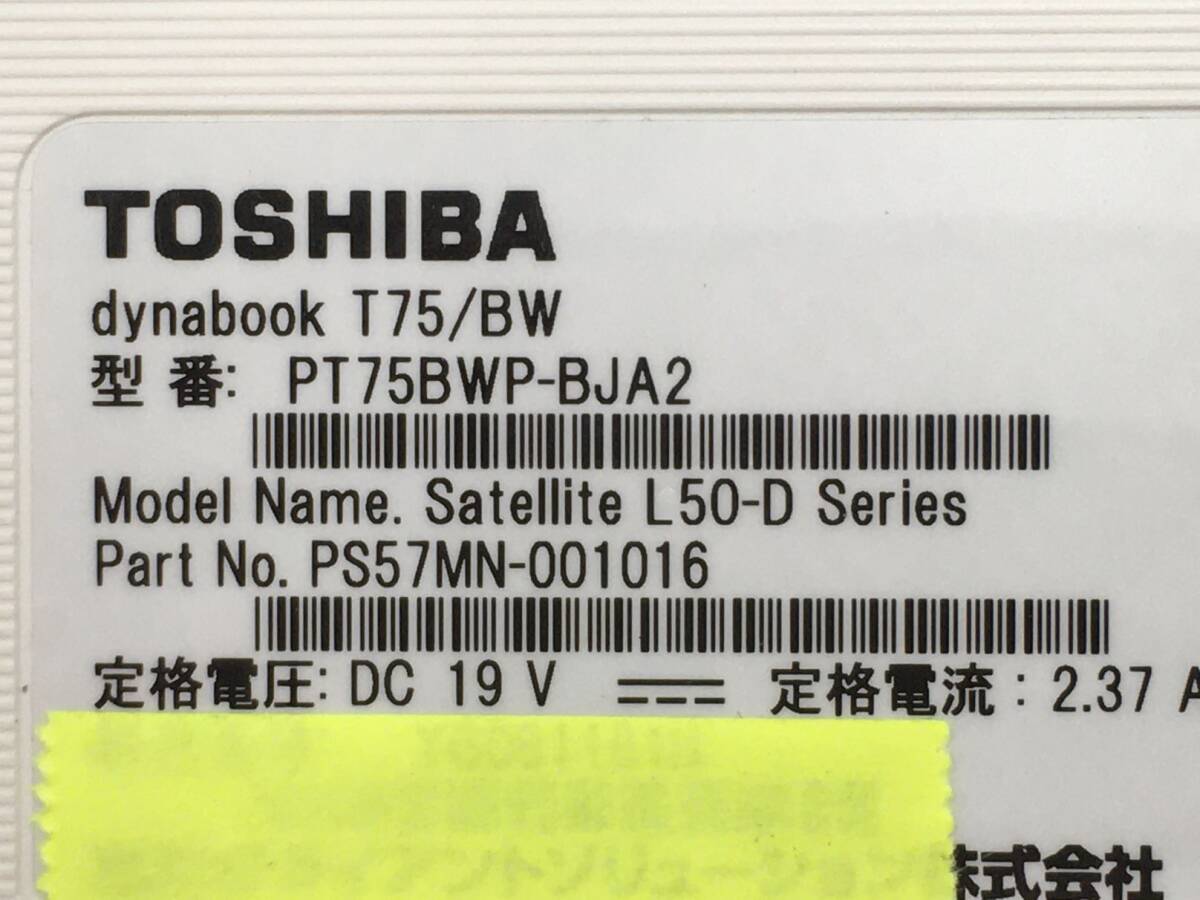 TOSHIBA
dynabook T75/BW
型 番: PT75BWP-BJA2
Model Name. Satellite L50-D Series
Part No. PS57MN-001016
定格電圧: DC 19 V 定格電流: 2.37 A
株式会社